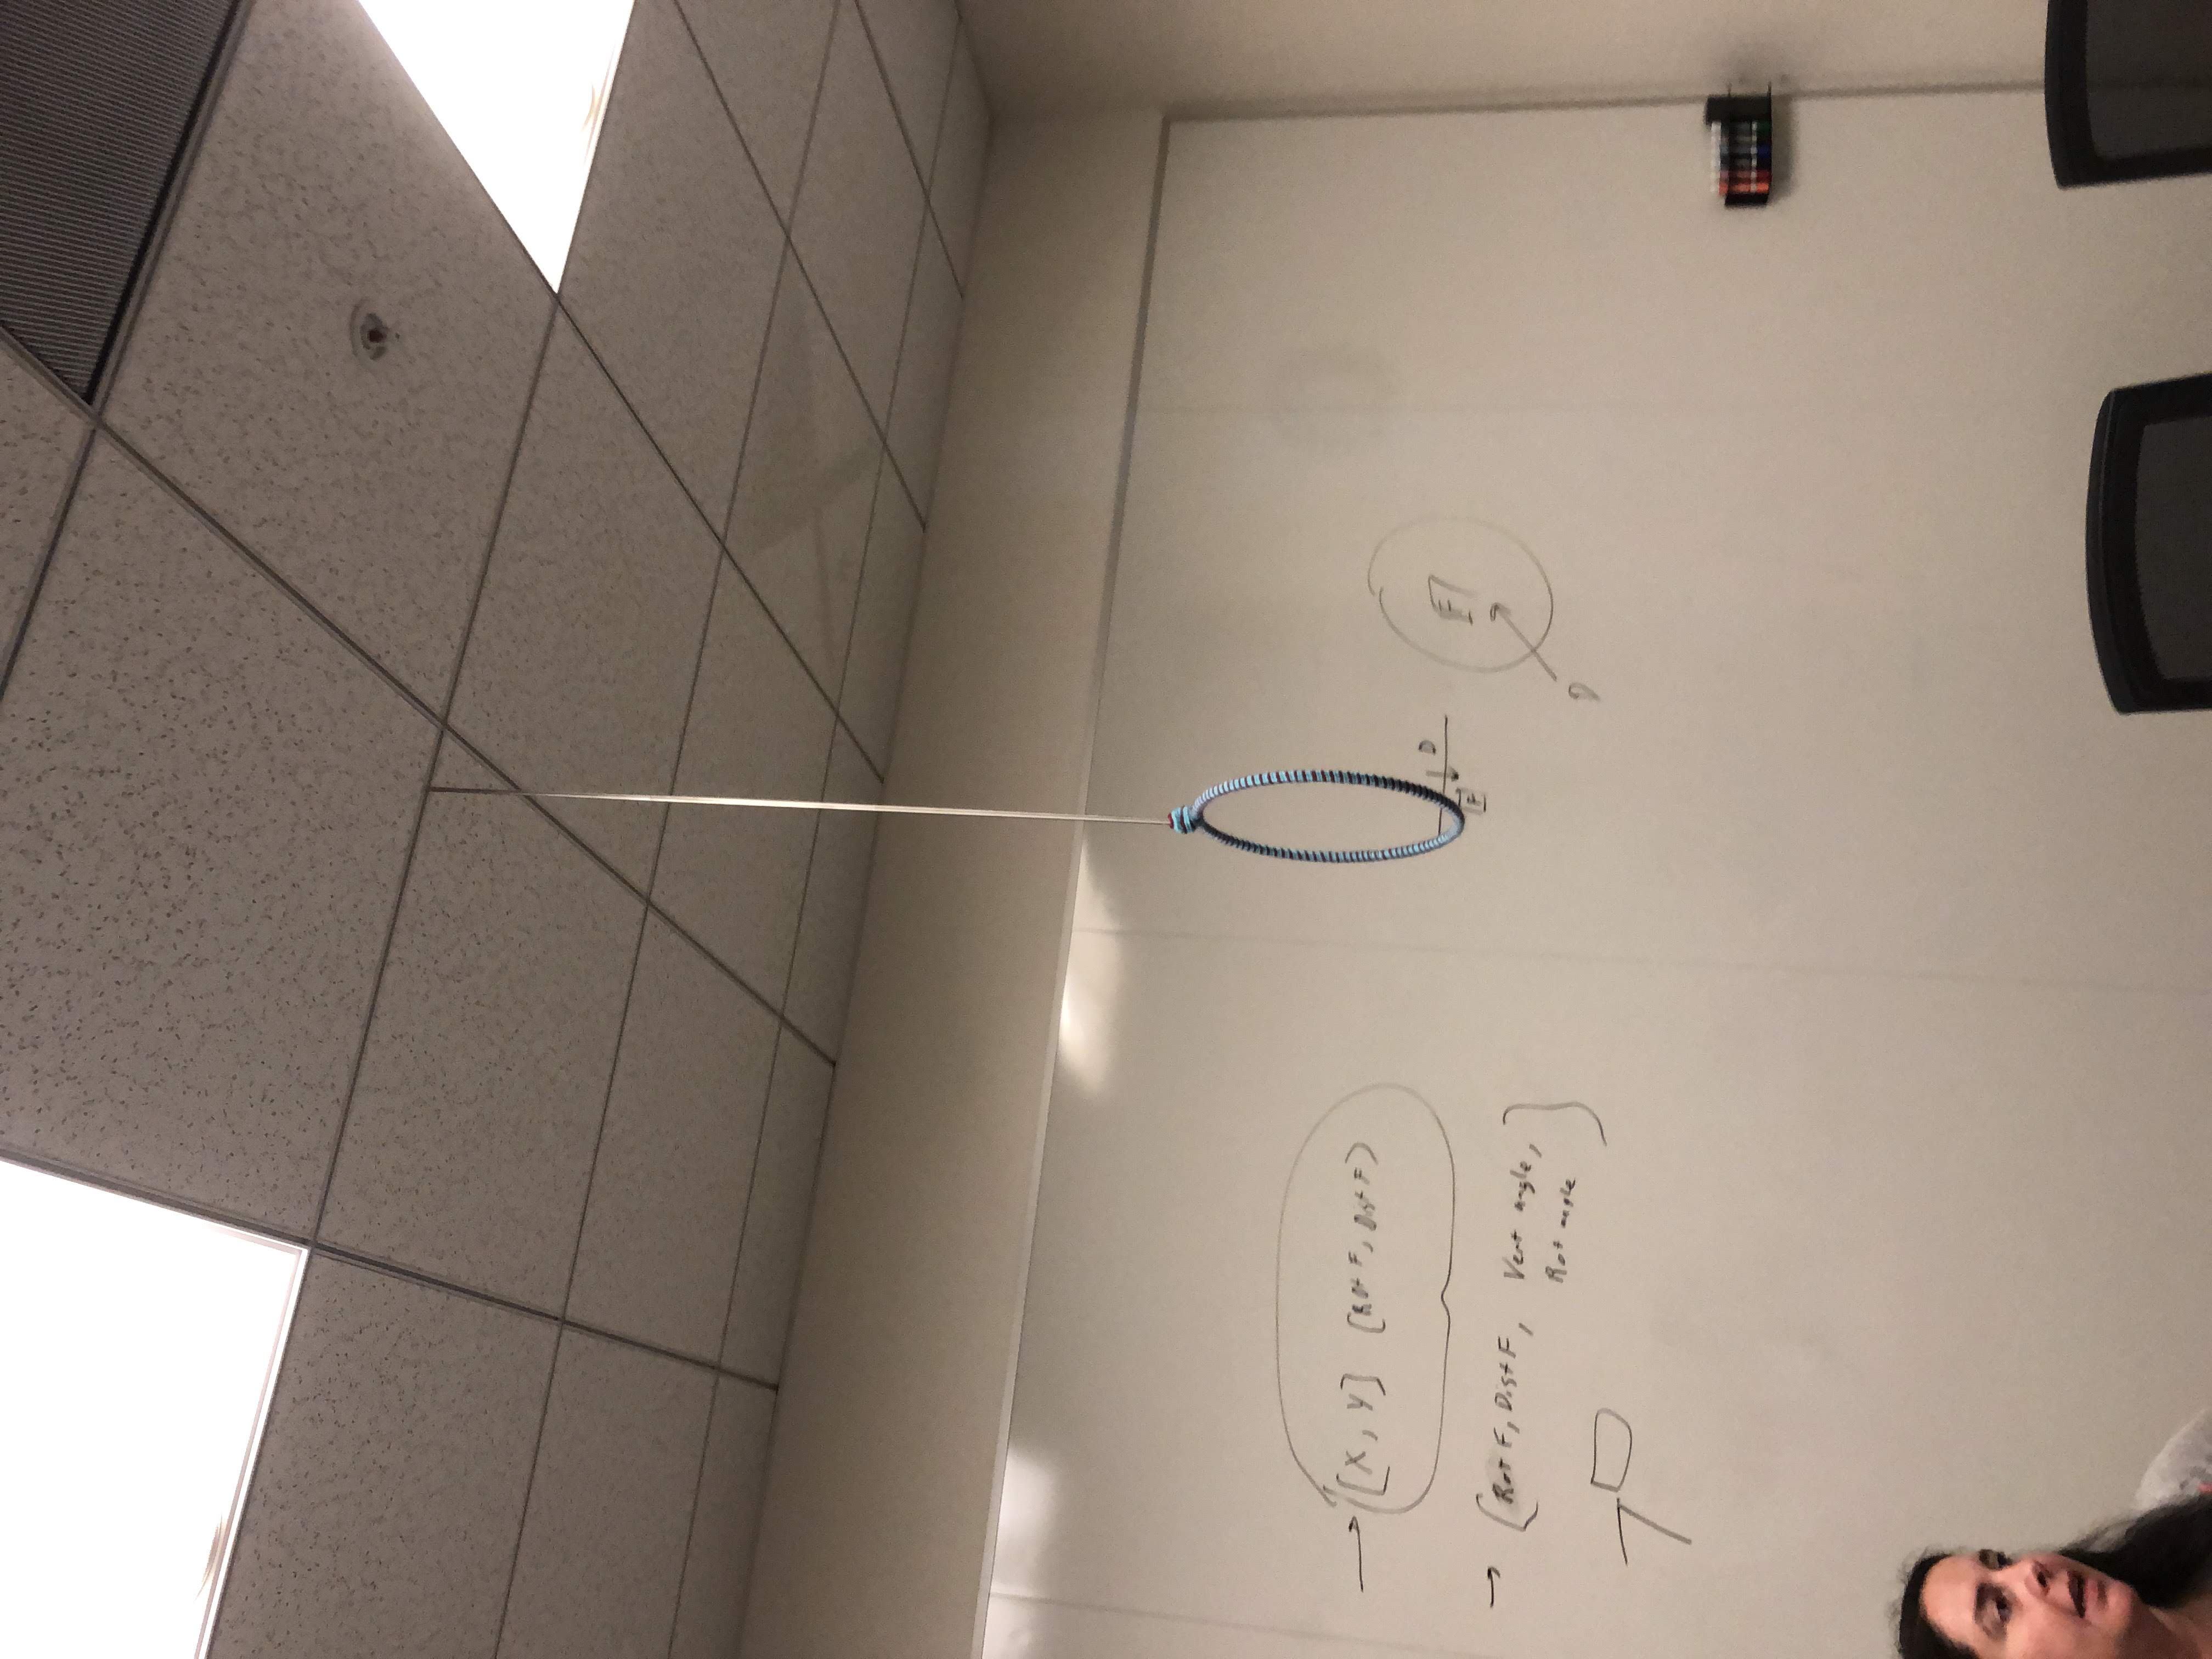 [X, Y] (Rot F, Dist F)
[Rot F, Dist F, Vert angle,
Rot angle]
D
F
F
D